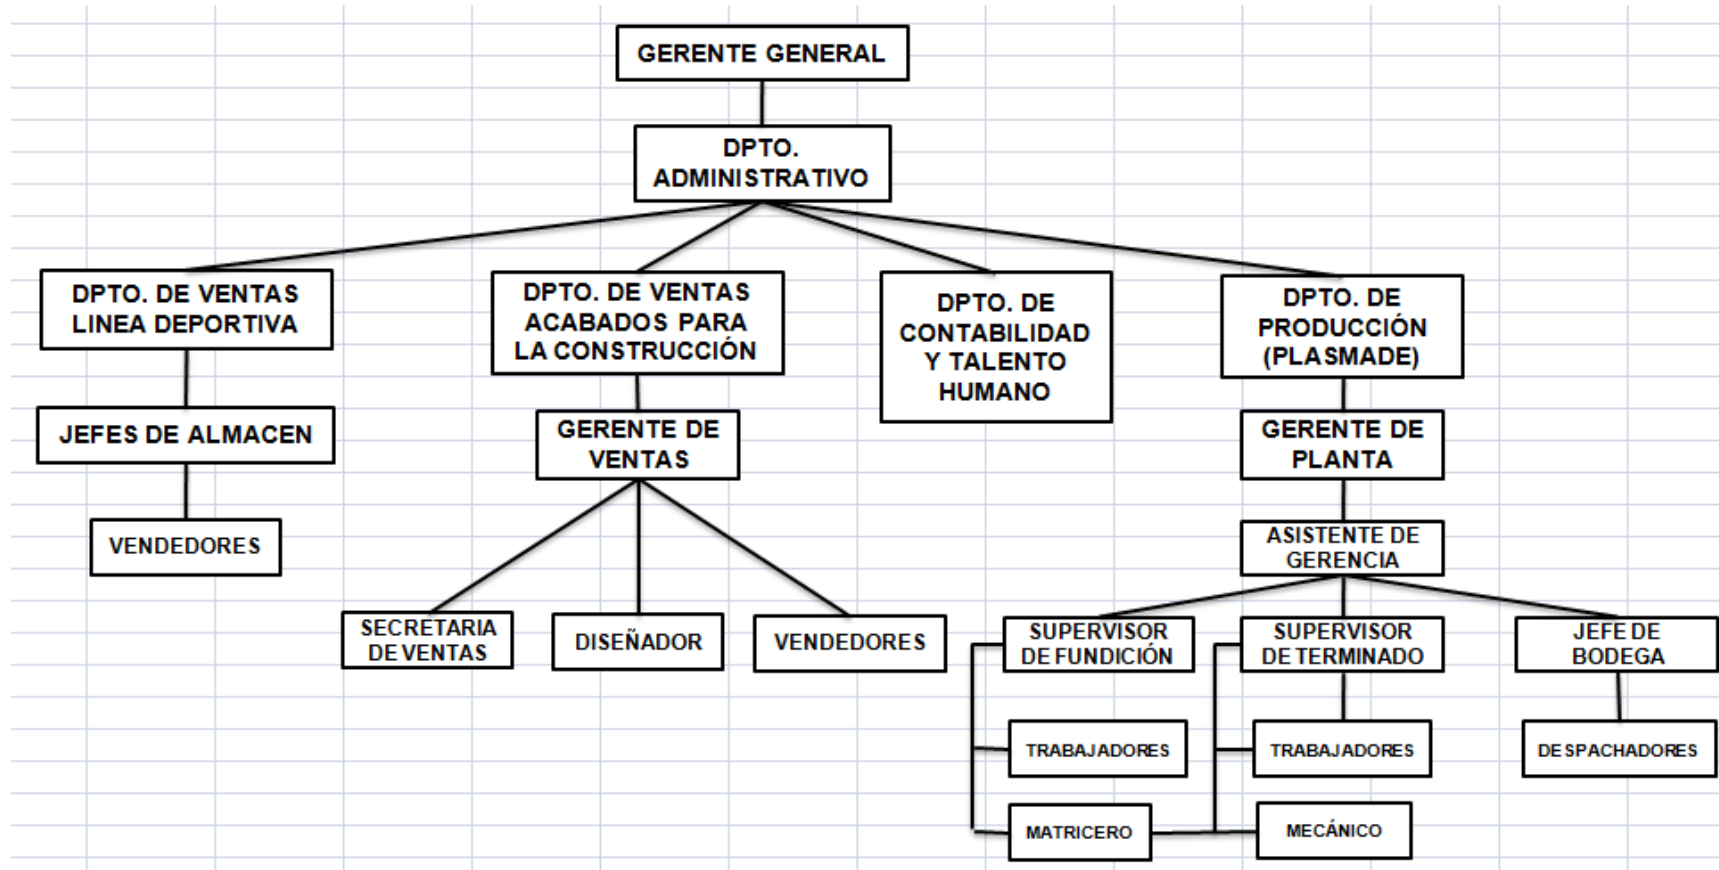 GERENTE GENERAL
DPTO.
ADMINISTRATIVO
DPTO. DE VENTAS
LINEA DEPORTIVA
DPTO. DE VENTAS
ACABADOS PARA
LA CONSTRUCCIÓN
DPTO. DE
CONTABILIDAD
Y TALENTO
HUMANO
DPTO. DE
PRODUCCIÓN
(PLASMADE)
JEFES DE ALMACEN
GERENTE DE
VENTAS
GERENTE DE
PLANTA
VENDEDORES
ASISTENTE DE
GERENCIA
SECRETARIA
DE VENTAS
DISEÑADOR
VENDEDORES
SUPERVISOR
DE FUNDICIÓN
SUPERVISOR
DE TERMINADO
JEFE DE
BODEGA
TRABAJADORES
TRABAJADORES
DESPACHADORES
MATRICERO
MECÁNICO